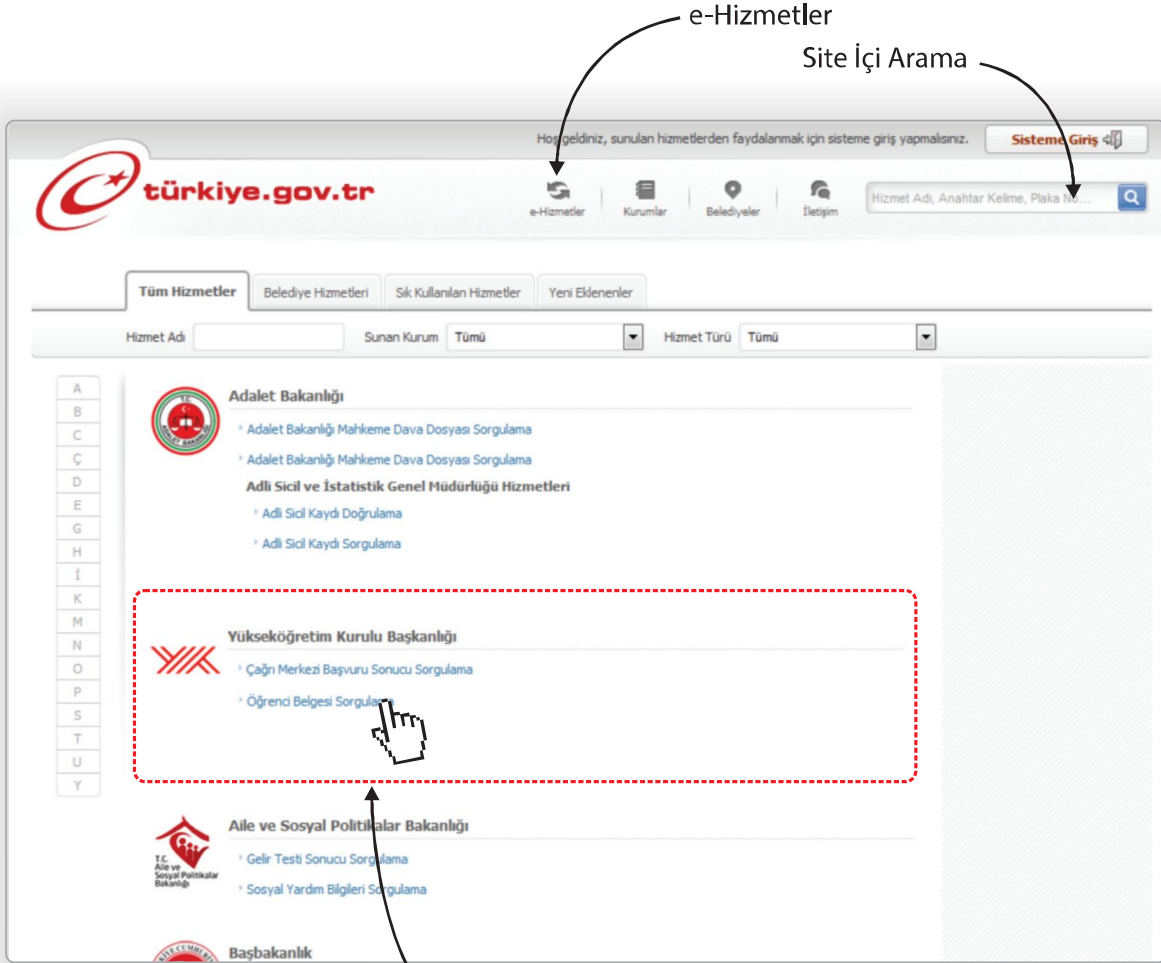 e-Hizmetler
Site İçi Arama
Hoş geldiniz, sunulan hizmetlerden faydalanmak için sisteme giriş yapmalısınız.
Sisteme Giriş
türkiye.gov.tr
e-Hizmetler
Kurumlar
Belediyeler
İletişim
Hizmet Adı, Anahtar Kelime, Plaka No...
Tüm Hizmetler
Belediye Hizmetleri
Sık Kullanılan Hizmetler
Yeni Eklenenler
Hizmet Adı
Sunan Kurum Tümü
Hizmet Türü Tümü
A
B
C
Ç
D
E
G
H
İ
K
M
N
O
P
S
T
U
Y
T.C.
ADALET BAKANLIĞI
Adalet Bakanlığı
Adalet Bakanlığı Mahkeme Dava Dosyası Sorgulama
Adalet Bakanlığı Mahkeme Dava Dosyası Sorgulama
Adli Sicil ve İstatistik Genel Müdürlüğü Hizmetleri
Adli Sicil Kaydı Doğrulama
Adli Sicil Kaydı Sorgulama
Yükseköğretim Kurulu Başkanlığı
Çağrı Merkezi Başvuru Sonucu Sorgulama
Öğrenci Belgesi Sorgulama
T.C.
Aile ve
Sosyal Politikalar
Bakanlığı
Aile ve Sosyal Politikalar Bakanlığı
Gelir Testi Sonucu Sorgulama
Sosyal Yardım Bilgileri Sorgulama
Başbakanlık